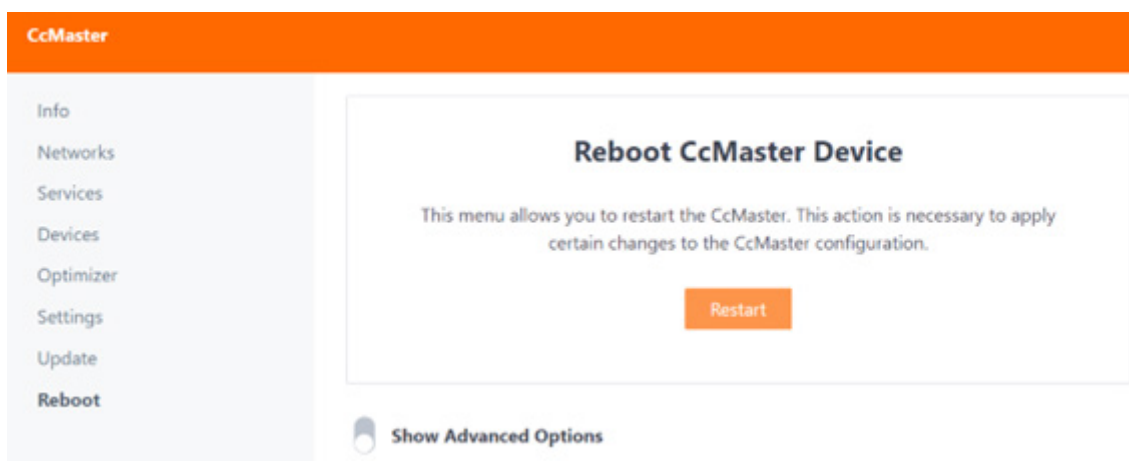 CcMaster
Info
Networks
Services
Devices
Optimizer
Settings
Update
Reboot
Reboot CcMaster Device
This menu allows you to restart the CcMaster. This action is necessary to apply
certain changes to the CcMaster configuration.
Restart
Show Advanced Options